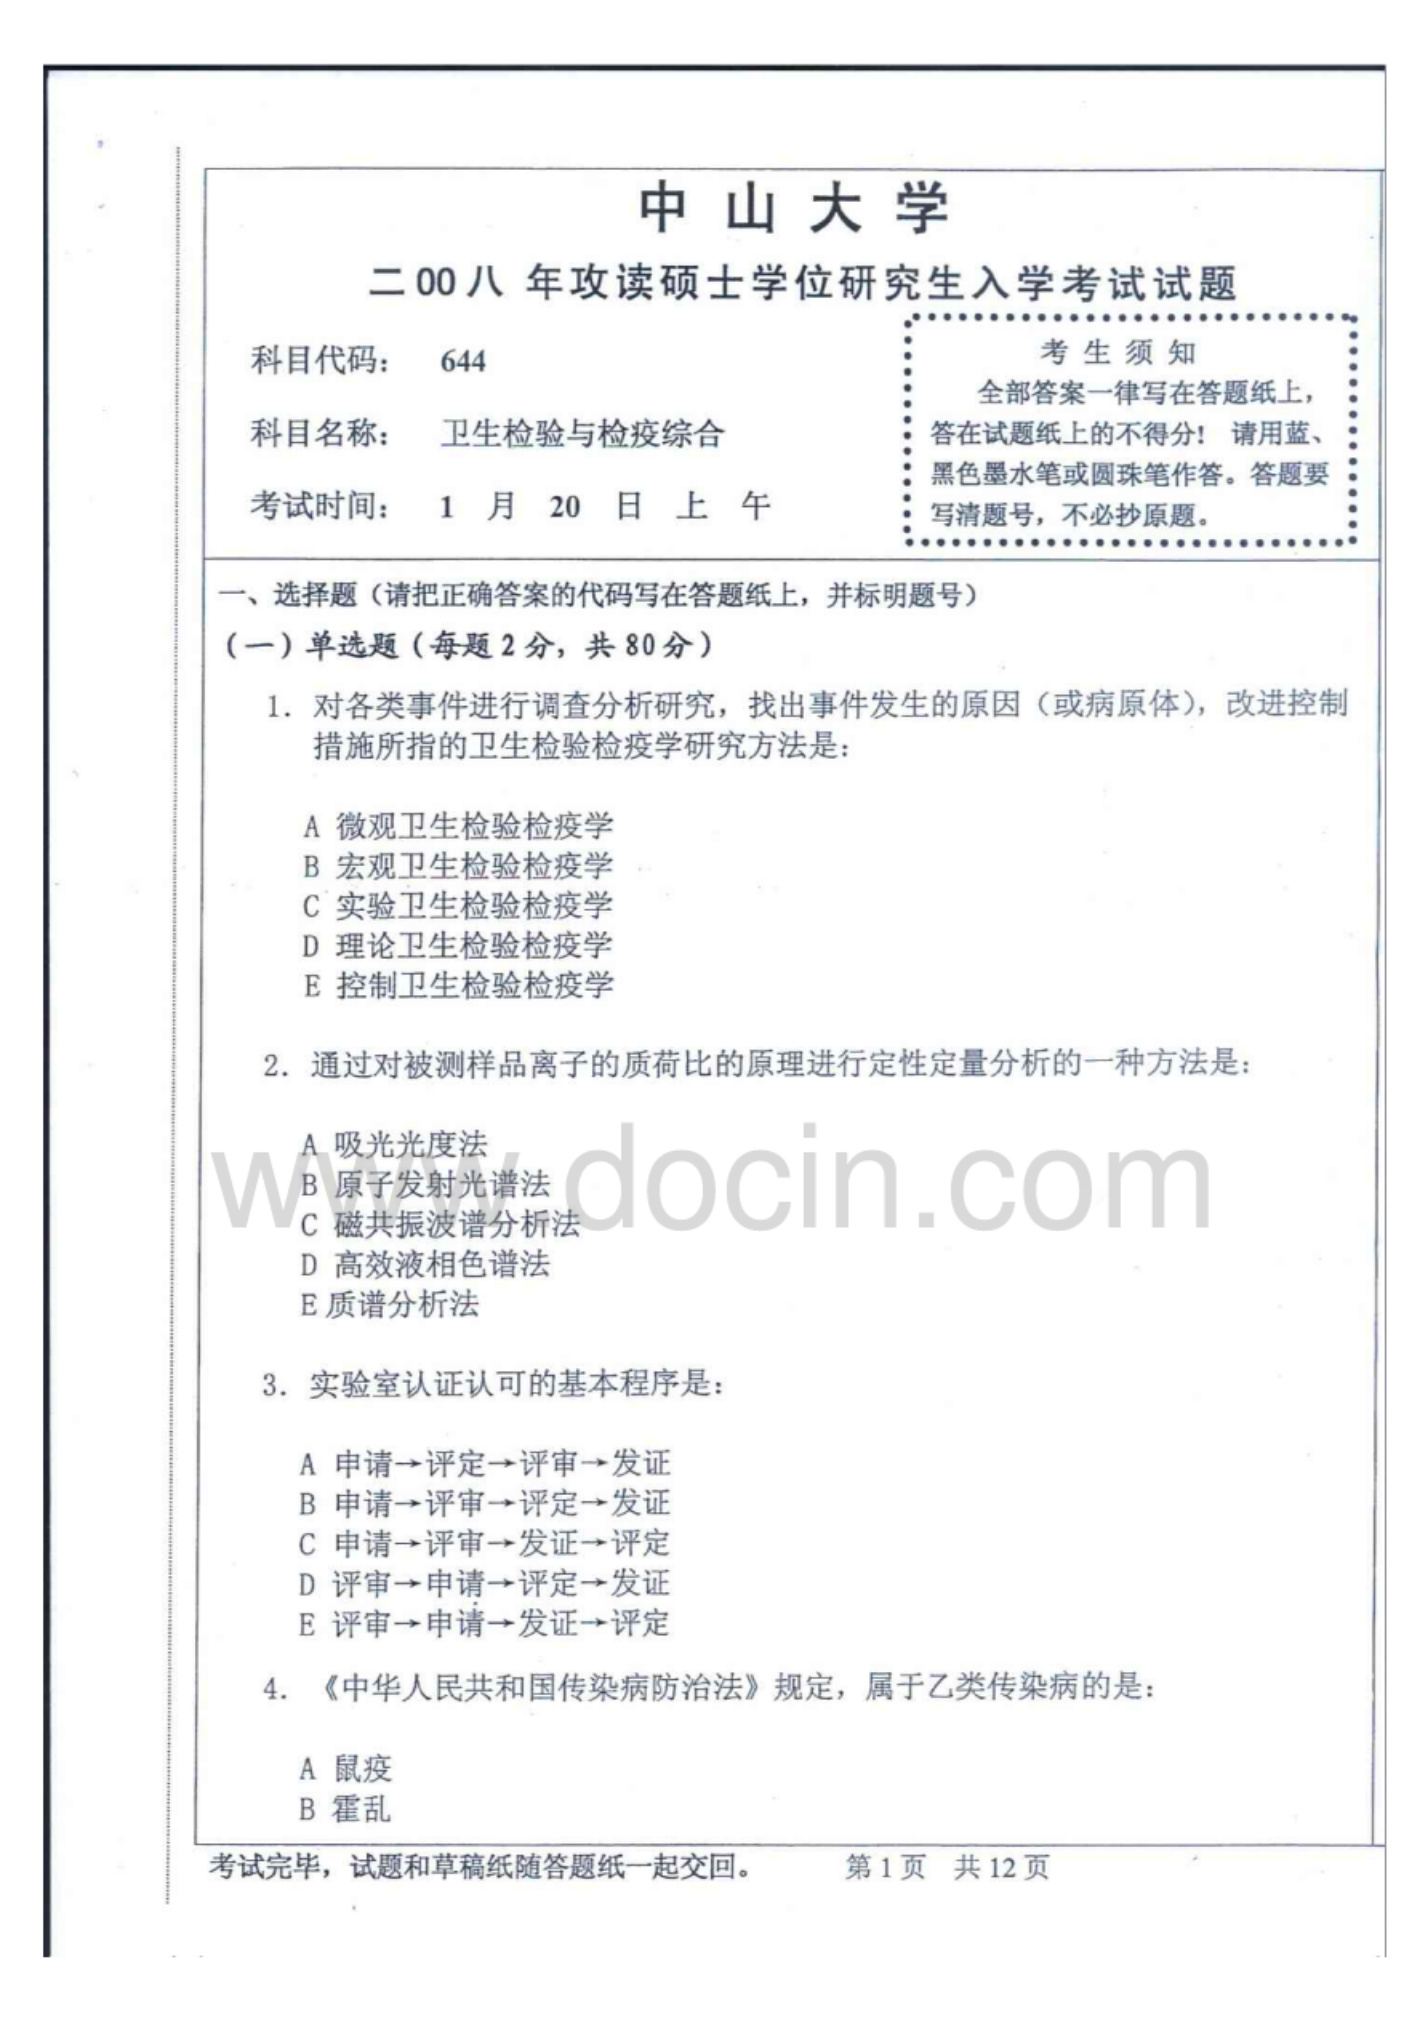 中 山 大 学
二00八 年攻读硕士学位研究生入学考试试题
科目代码： 644
科目名称： 卫生检验与检疫综合
考试时间： 1 月 20 日 上 午
考 生 须 知
全部答案一律写在答题纸上，
答在试题纸上的不得分! 请用蓝、
黑色墨水笔或圆珠笔作答。答题要
写清题号，不必抄原题。
一、选择题（请把正确答案的代码写在答题纸上，并标明题号）
（一）单选题（每题2分，共80分）
1. 对各类事件进行调查分析研究，找出事件发生的原因（或病原体），改进控制
措施所指的卫生检验检疫学研究方法是：
A 微观卫生检验检疫学
B 宏观卫生检验检疫学
C 实验卫生检验检疫学
D 理论卫生检验检疫学
E 控制卫生检验检疫学
2. 通过对被测样品离子的质荷比的原理进行定性定量分析的一种方法是：
A 吸光光度法
B 原子发射光谱法
C 磁共振波谱分析法
D 高效液相色谱法
E 质谱分析法
www.docin.com
3. 实验室认证认可的基本程序是：
A 申请→评定→评审→发证
B 申请→评审→评定→发证
C 申请→评审→发证→评定
D 评审→申请→评定→发证
E 评审→申请→发证→评定
4. 《中华人民共和国传染病防治法》规定，属于乙类传染病的是：
A 鼠疫
B 霍乱
考试完毕，试题和草稿纸随答题纸一起交回。 第 1 页 共 12 页